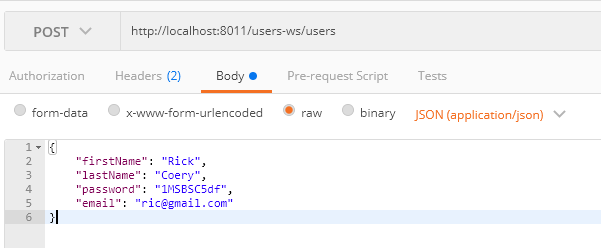 POST http://localhost:8011/users-ws/users
Authorization Headers (2) Body Pre-request Script Tests
form-data x-www-form-urlencoded raw binary JSON (application/json)
1 {
2 "firstName": "Rick",
3 "lastName": "Coery",
4 "password": "1MSBSC5df",
5 "email": "ric@gmail.com"
6 }